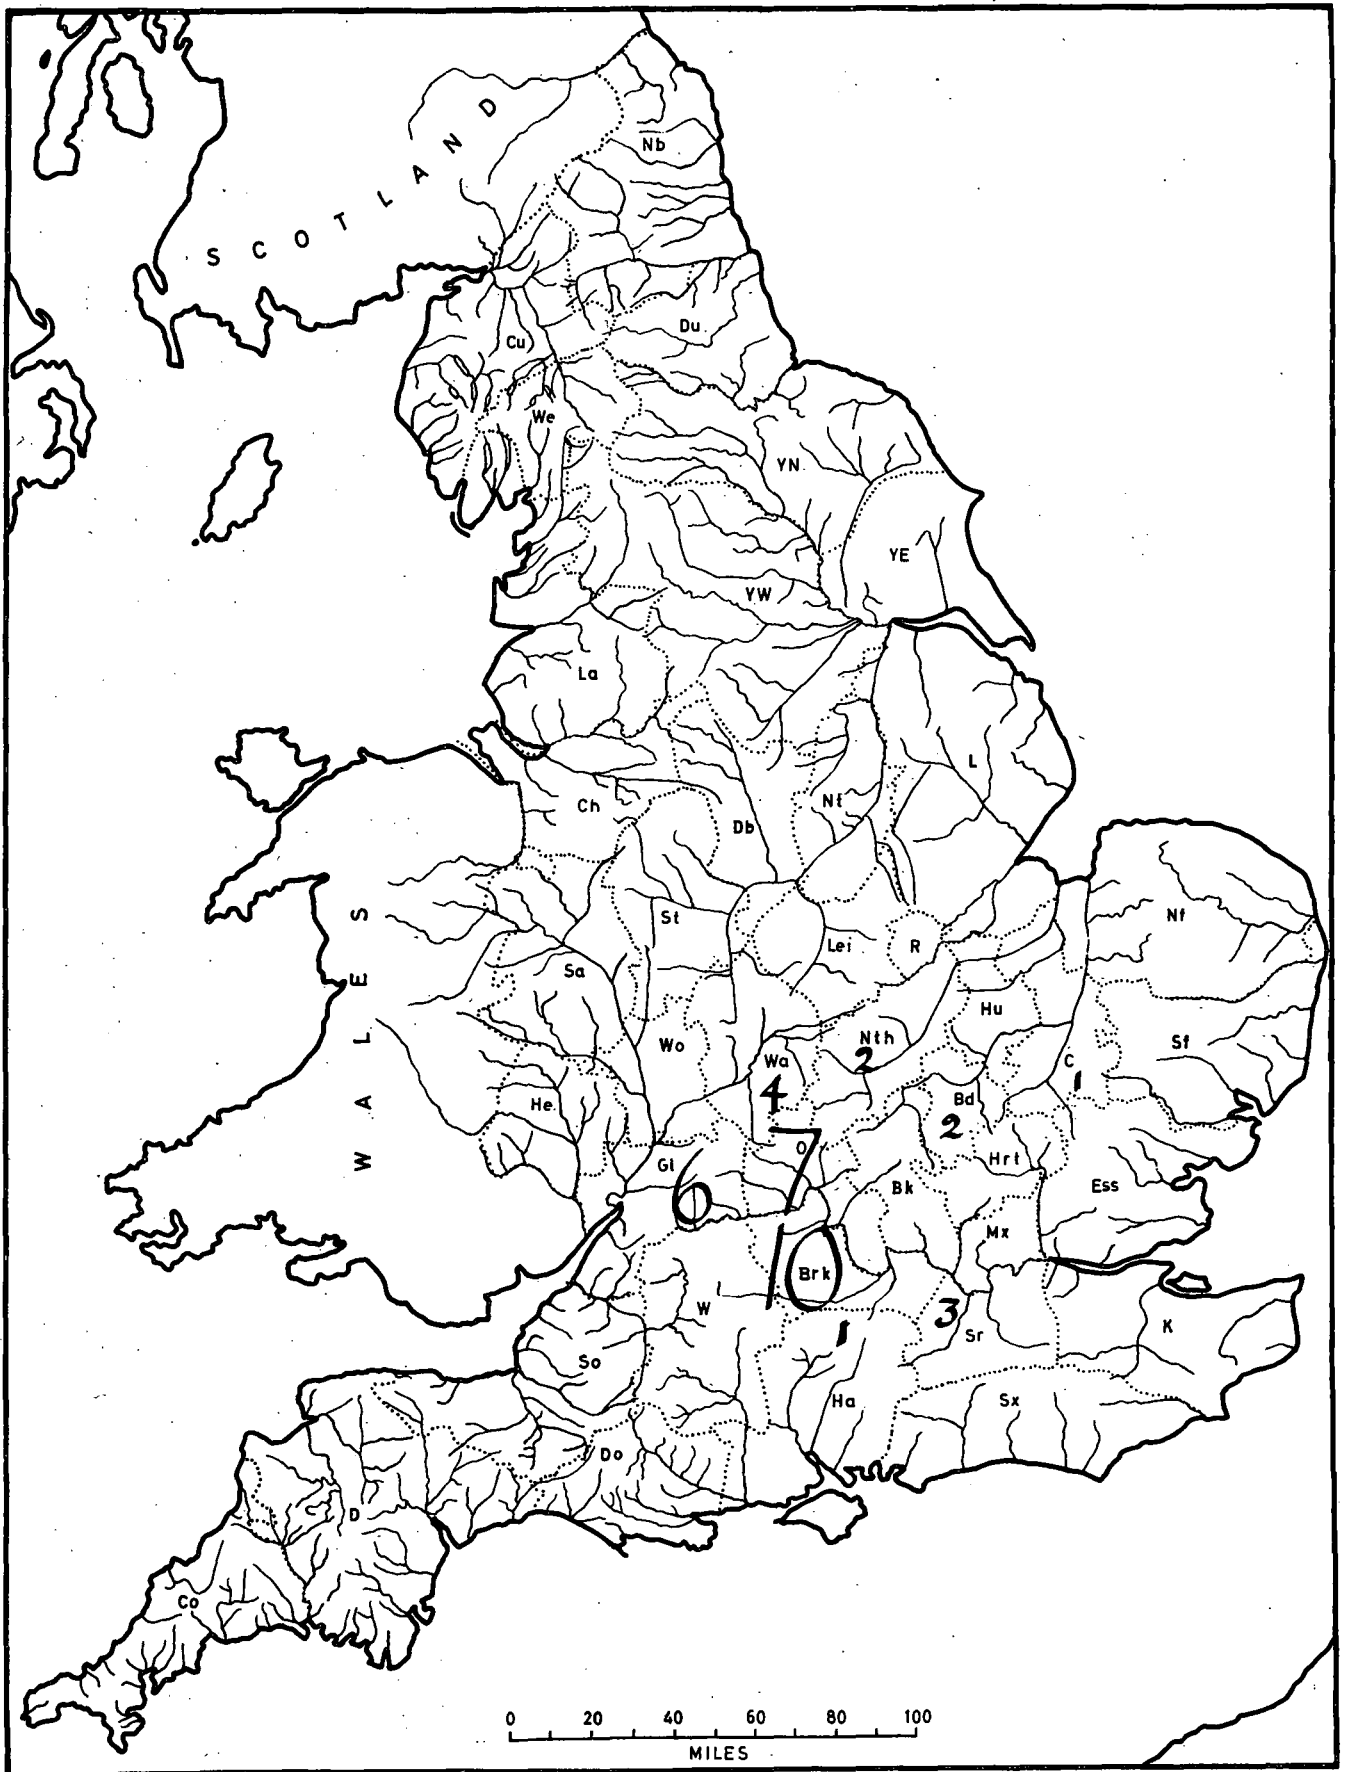 SCOTLAND
Nb
Du
Cu
We
YN
YE
YW
La
L
Ch
Nt
Db
WALES
St
Lei
R
Nf
Sa
Hu
Nth
2
Wo
Wa
4
C
1
Sf
He
Bd
2
O
7
Hrt
Gl
6
Bk
Ess
Mx
10
Brk
W
3
Sr
K
1
So
Ha
Sx
Do
D
Co
0 20 40 60 80 100
MILES